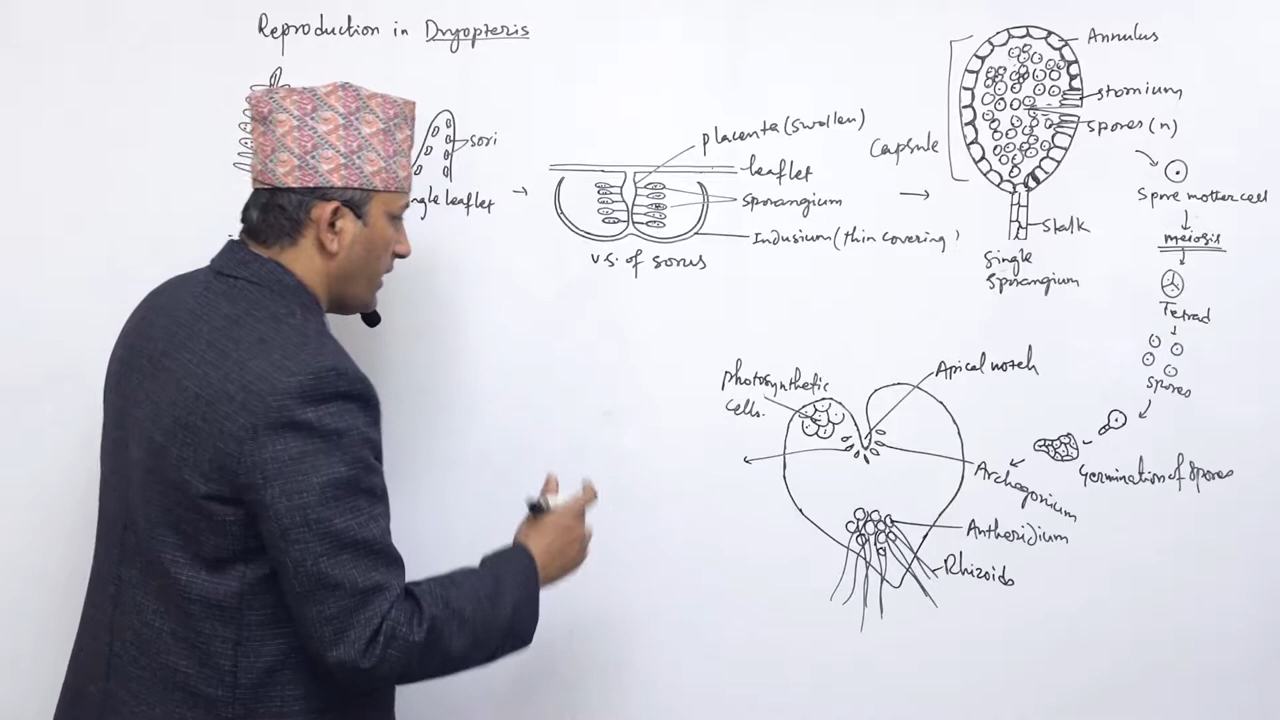 Reproduction in Dryopteris
sori
ngle leaflet
placenta (swollen)
leaflet
sporangium
Indusium (thin covering)
v.s. of sorus
Capsule
Annulus
stomium
spores (n)
stalk
Single
Sporangium
Spore mother cell
meiosis
Tetrad
spores
Germination of spores
Photosynthetic
cells.
Apical notch
Archegonium
Antheridium
Rhizoids